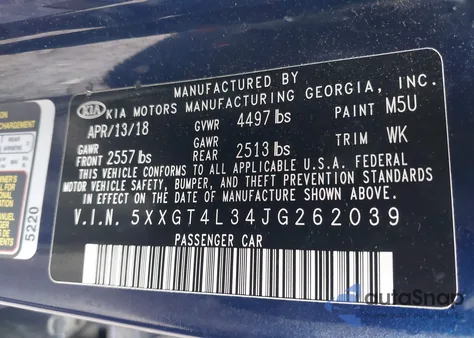 MANUFACTURED BY
KIA KIA MOTORS MANUFACTURING GEORGIA, INC.
APR/13/18 GVWR 4497 lbs PAINT M5U
GAWR FRONT 2557 lbs GAWR REAR 2513 lbs TRIM WK
THIS VEHICLE CONFORMS TO ALL APPLICABLE U.S.A. FEDERAL
MOTOR VEHICLE SAFETY, BUMPER, AND THEFT PREVENTION STANDARDS
IN EFFECT ON THE DATE OF MANUFACTURE SHOWN ABOVE.
V.I.N. 5XXGT4L34JG262039
PASSENGER CAR
5220
autoSnap